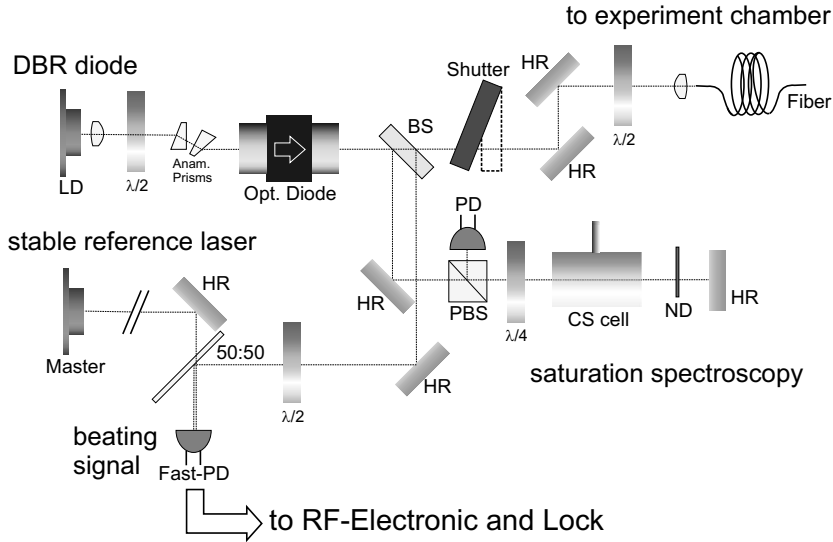 to experiment chamber
DBR diode
Shutter
HR
Fiber
BS
λ/2
HR
LD
λ/2
Anam.
Prisms
Opt. Diode
PD
stable reference laser
HR
HR
PBS
λ/4
CS cell
ND
HR
Master
50:50
HR
saturation spectroscopy
λ/2
beating
signal
Fast-PD
to RF-Electronic and Lock